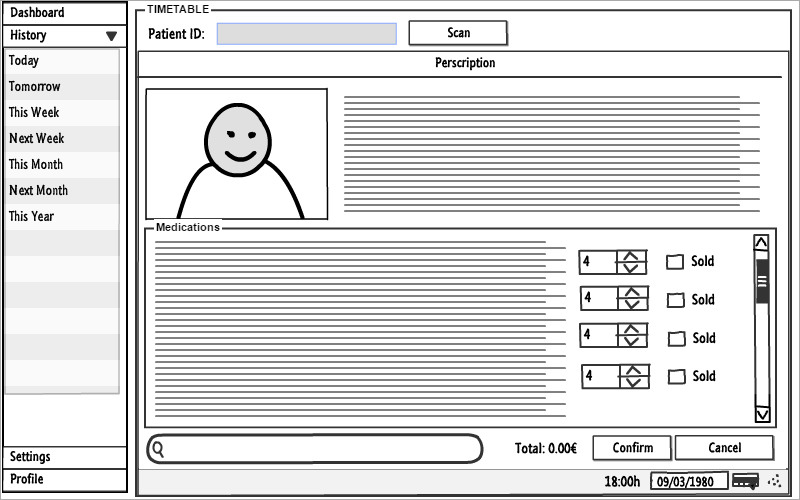 Dashboard
History
Today
Tomorrow
This Week
Next Week
This Month
Next Month
This Year
Settings
Profile
TIMETABLE
Patient ID:
Scan
Perscription
Medications
4 Sold
4 Sold
4 Sold
4 Sold
Total: 0.00€ Confirm Cancel
18:00h 09/03/1980